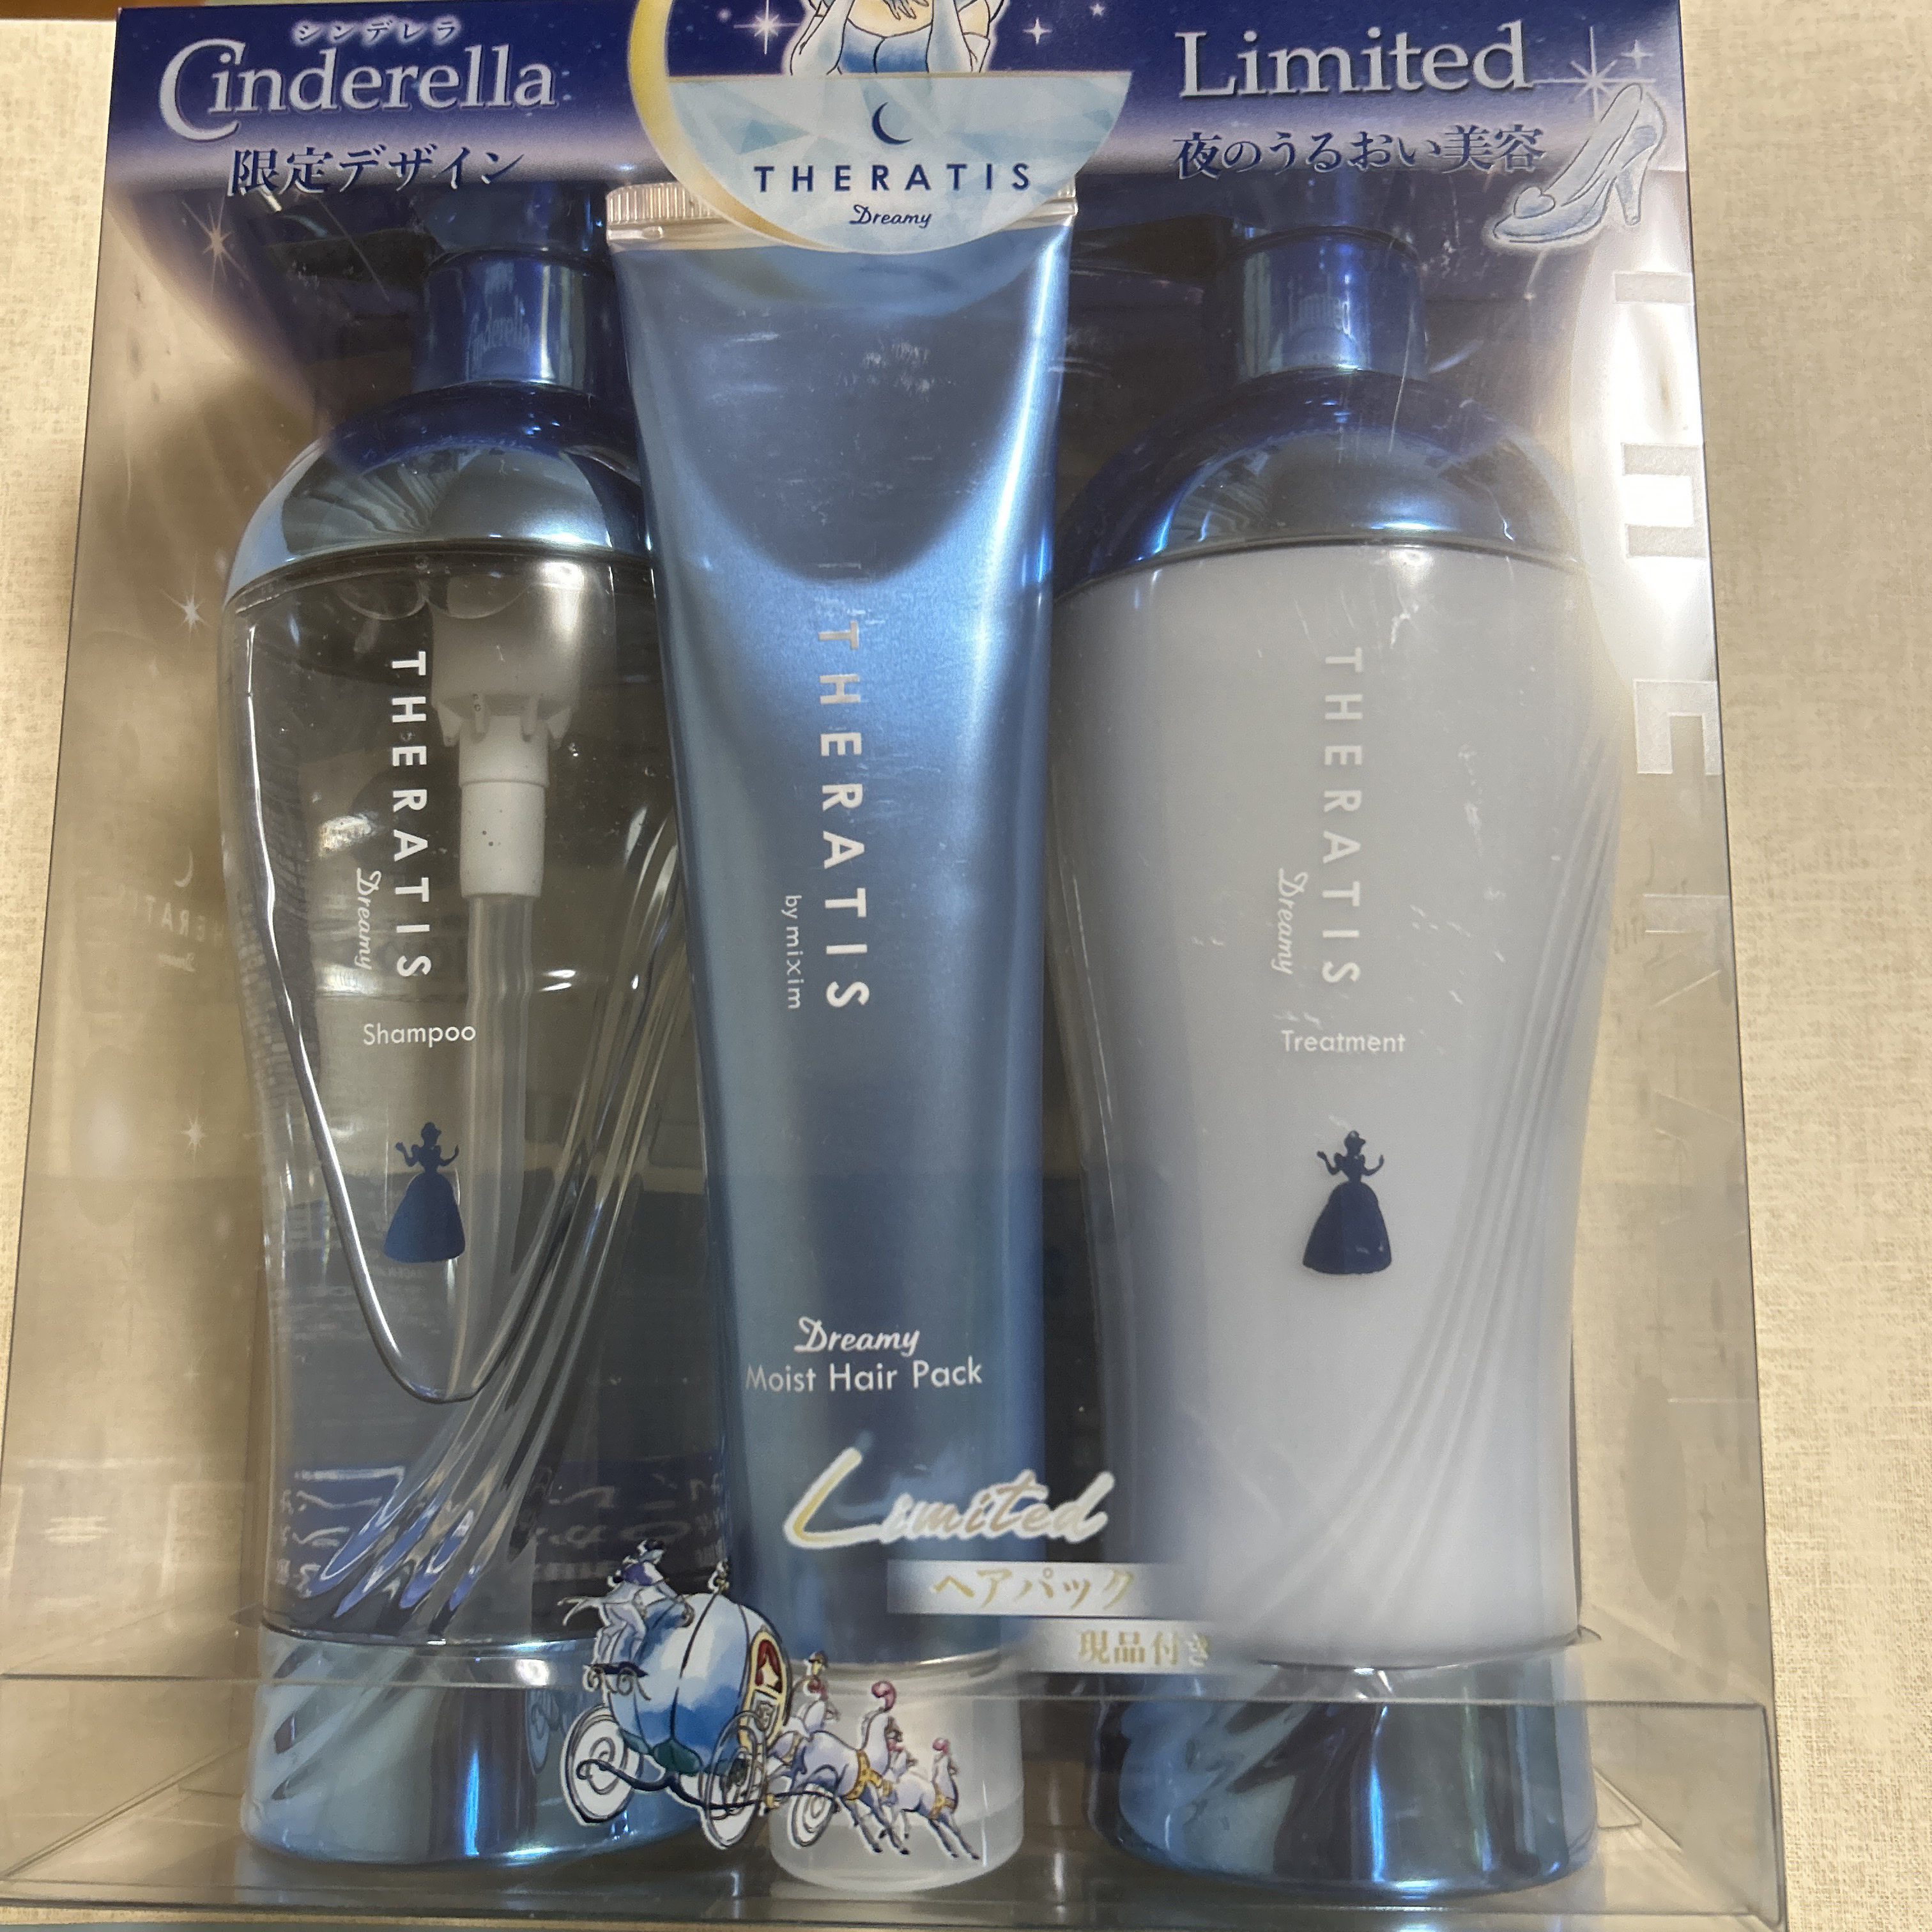 シンデレラ
Cinderella
限定デザイン
THERATIS
Dreamy
Limited
夜のうるおい美容
Cinderella
Limited
THERATIS
Dreamy
Shampoo
THERATIS
by mixim
Dreamy
Moist Hair Pack
THERATIS
Dreamy
Treatment
Limited
ヘアパック
現品付き